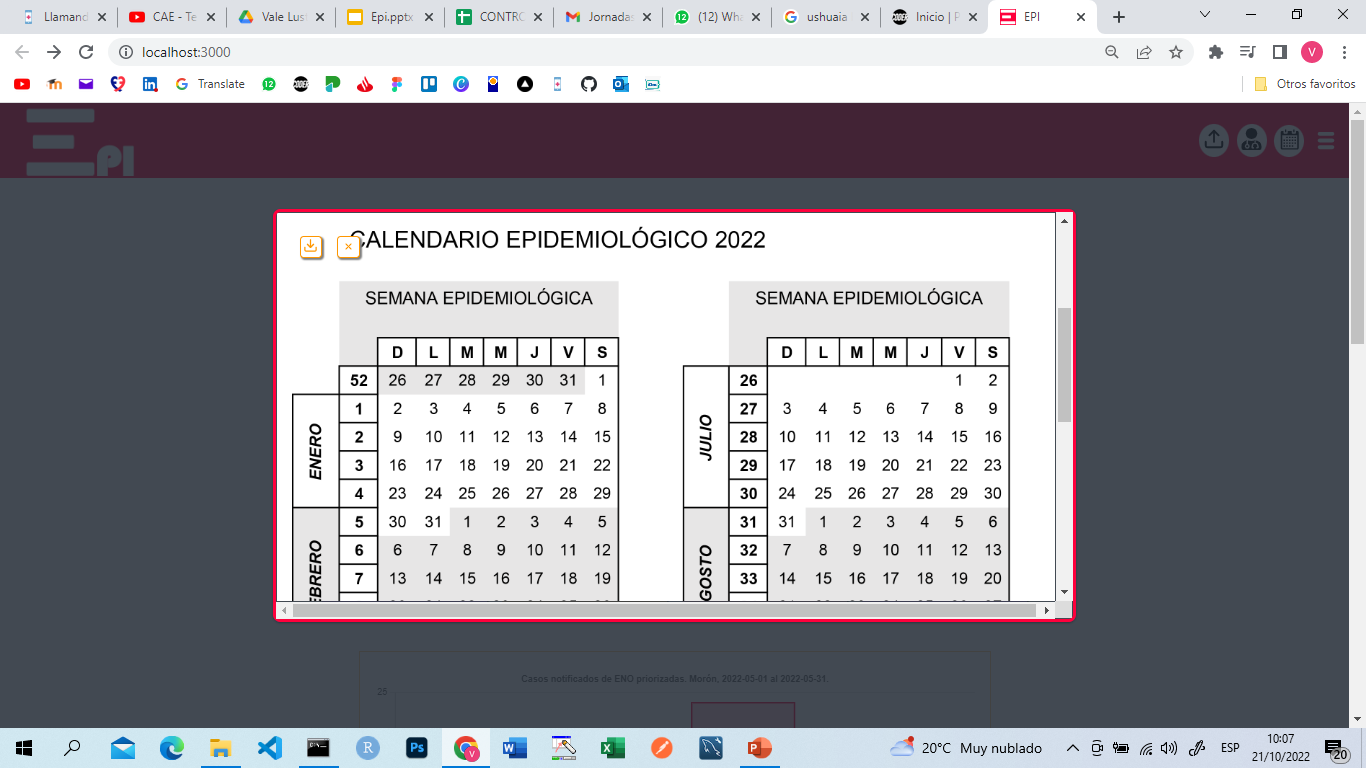 Llamand
CAE - Te
Vale Lust
Epi.pptx
CONTRO
Jornadas
(12) Wha
ushuaia
Inicio | P
EPI
localhost:3000
V
12
Translate
Otros favoritos
EPI
CALENDARIO EPIDEMIOLÓGICO 2022
SEMANA EPIDEMIOLÓGICA
D L M M J V S
52 26 27 28 29 30 31 1
ENERO
1 2 3 4 5 6 7 8
2 9 10 11 12 13 14 15
3 16 17 18 19 20 21 22
4 23 24 25 26 27 28 29
EBRERO
5 30 31 1 2 3 4 5
6 6 7 8 9 10 11 12
7 13 14 15 16 17 18 19
SEMANA EPIDEMIOLÓGICA
D L M M J V S
JULIO
26 1 2
27 3 4 5 6 7 8 9
28 10 11 12 13 14 15 16
29 17 18 19 20 21 22 23
30 24 25 26 27 28 29 30
GOSTO
31 31 1 2 3 4 5 6
32 7 8 9 10 11 12 13
33 14 15 16 17 18 19 20
Casos notificados de ENO priorizadas. Morón, 2022-05-01 al 2022-05-31.
25
R
Ps
V
20°C Muy nublado
ESP
10:07
21/10/2022
20